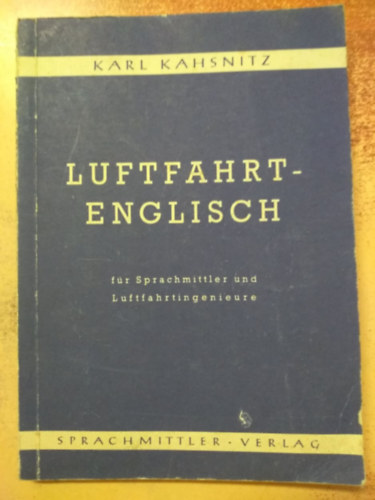 KARL KAHSNITZ
LUFTFAHRT-
ENGLISCH
für Sprachmittler und
Luftfahrtingenieure
SPRACHMITTLER · VERLAG